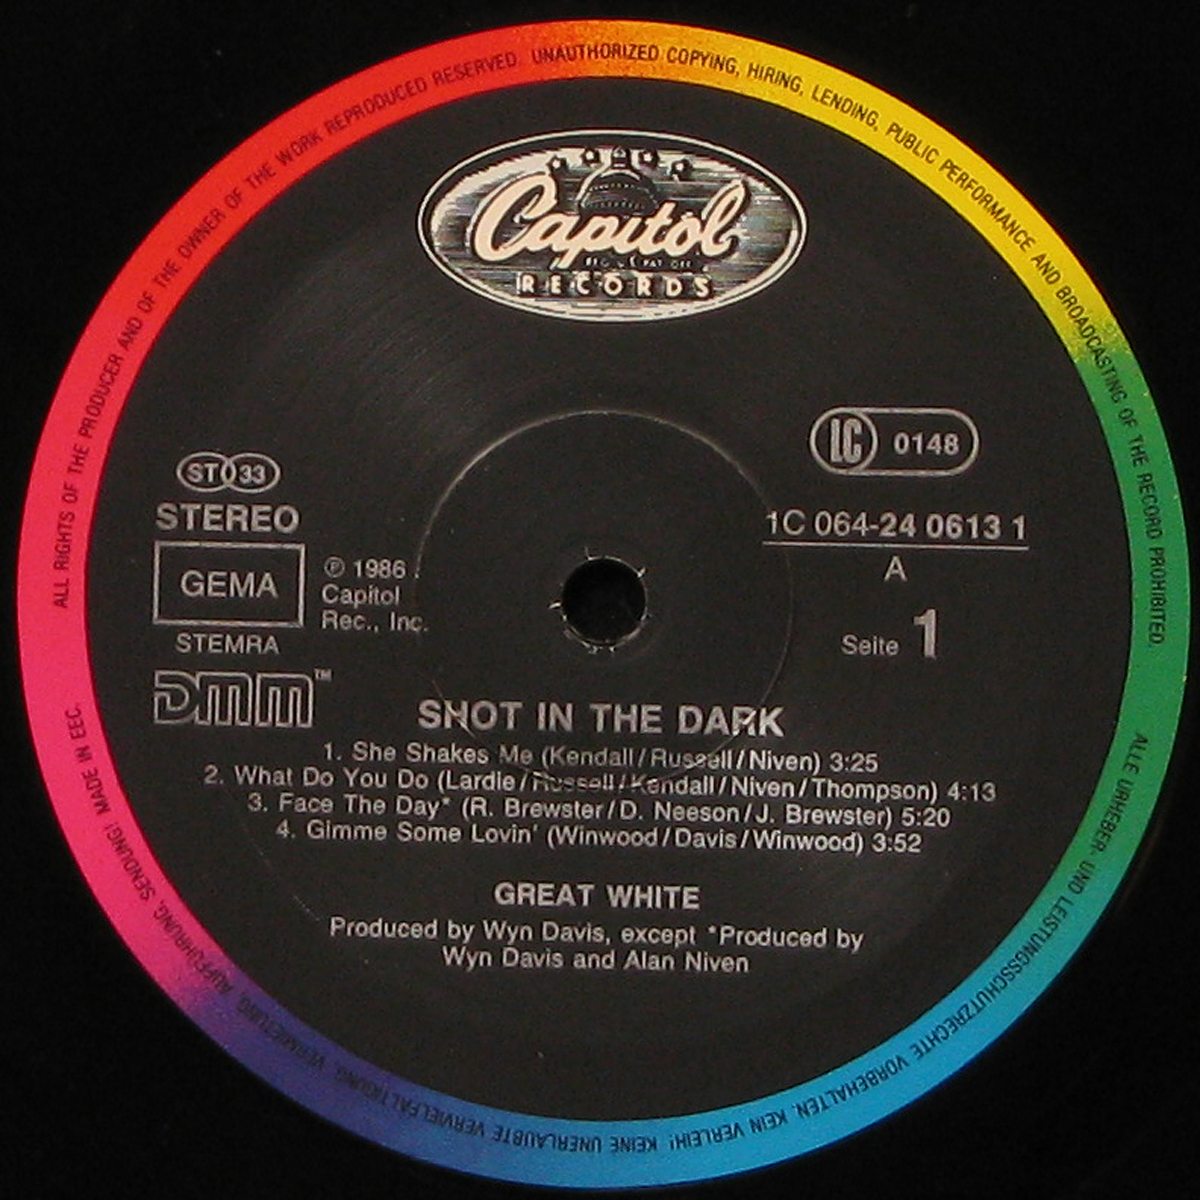 ALL RIGHTS OF THE PRODUCER AND OF THE OWNER OF THE WORK REPRODUCED RESERVED. UNAUTHORIZED COPYING, HIRING, LENDING, PUBLIC PERFORMANCE AND BROADCASTING OF THE RECORD PROHIBITED.
Capitol
RECORDS
LC 0148
ST 33
STEREO
GEMA
STEMRA
DMM™
℗ 1986
Capitol
Rec., Inc.
1C 064-24 0613 1
A
Seite 1
SHOT IN THE DARK
1. She Shakes Me (Kendall/Russell/Niven) 3:25
2. What Do You Do (Lardie/Russell/Kendall/Niven/Thompson) 4:13
3. Face The Day* (R. Brewster/D. Neeson/J. Brewster) 5:20
4. Gimme Some Lovin' (Winwood/Davis/Winwood) 3:52
GREAT WHITE
Produced by Wyn Davis, except *Produced by
Wyn Davis and Alan Niven
ALLE URHEBER- UND LEISTUNGSSCHUTZRECHTE VORBEHALTEN. KEIN VERLEIH! KEINE UNERLAUBTE VERVIELFÄLTIGUNG, VERMIETUNG, AUFFÜHRUNG, SENDUNG! MADE IN EEC.